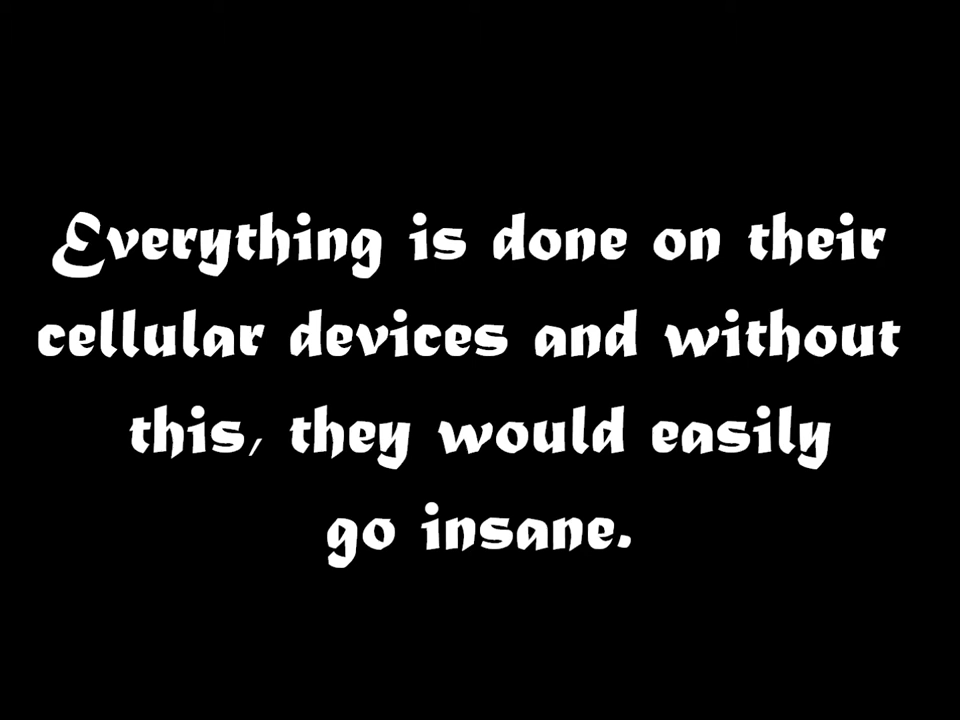 Everything is done on their
cellular devices and without
this, they would easily
go insane.